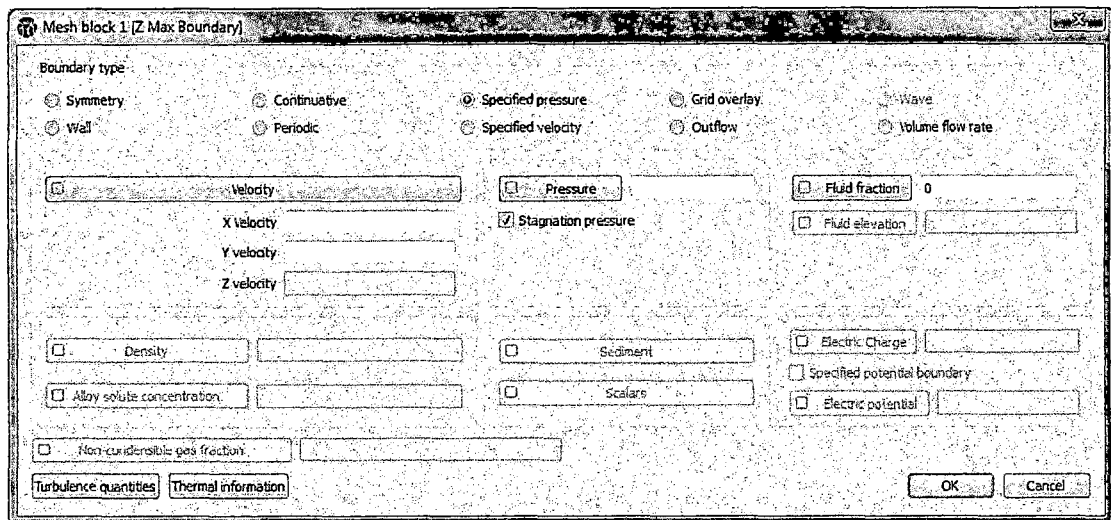 Mesh block 1 [Z Max Boundary]
Boundary type
Symmetry Continuative Specified pressure Grid overlay Wave
Wall Periodic Specified velocity Outflow Volume flow rate
Velocity Pressure Fluid fraction 0
X Velocity Stagnation pressure Fluid elevation
Y velocity
Z velocity
Density Sediment Electric Charge
Specified potential boundary
Alloy solute concentration Scalars Electric potential
Non-condensible gas fraction
Turbulence quantities Thermal information OK Cancel